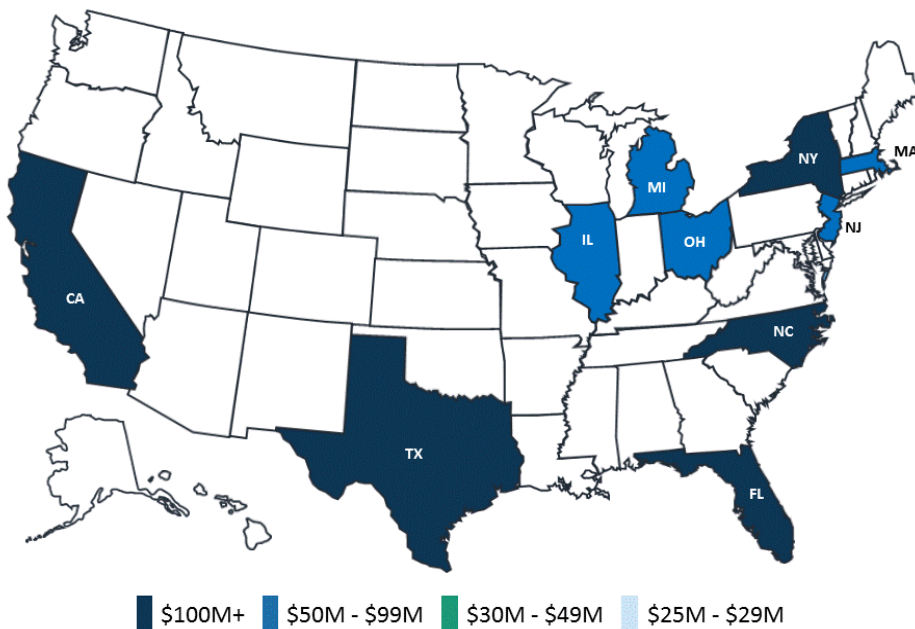 MA
NY
MI
NJ
IL
OH
CA
NC
TX
FL
$100M+ $50M - $99M $30M - $49M $25M - $29M